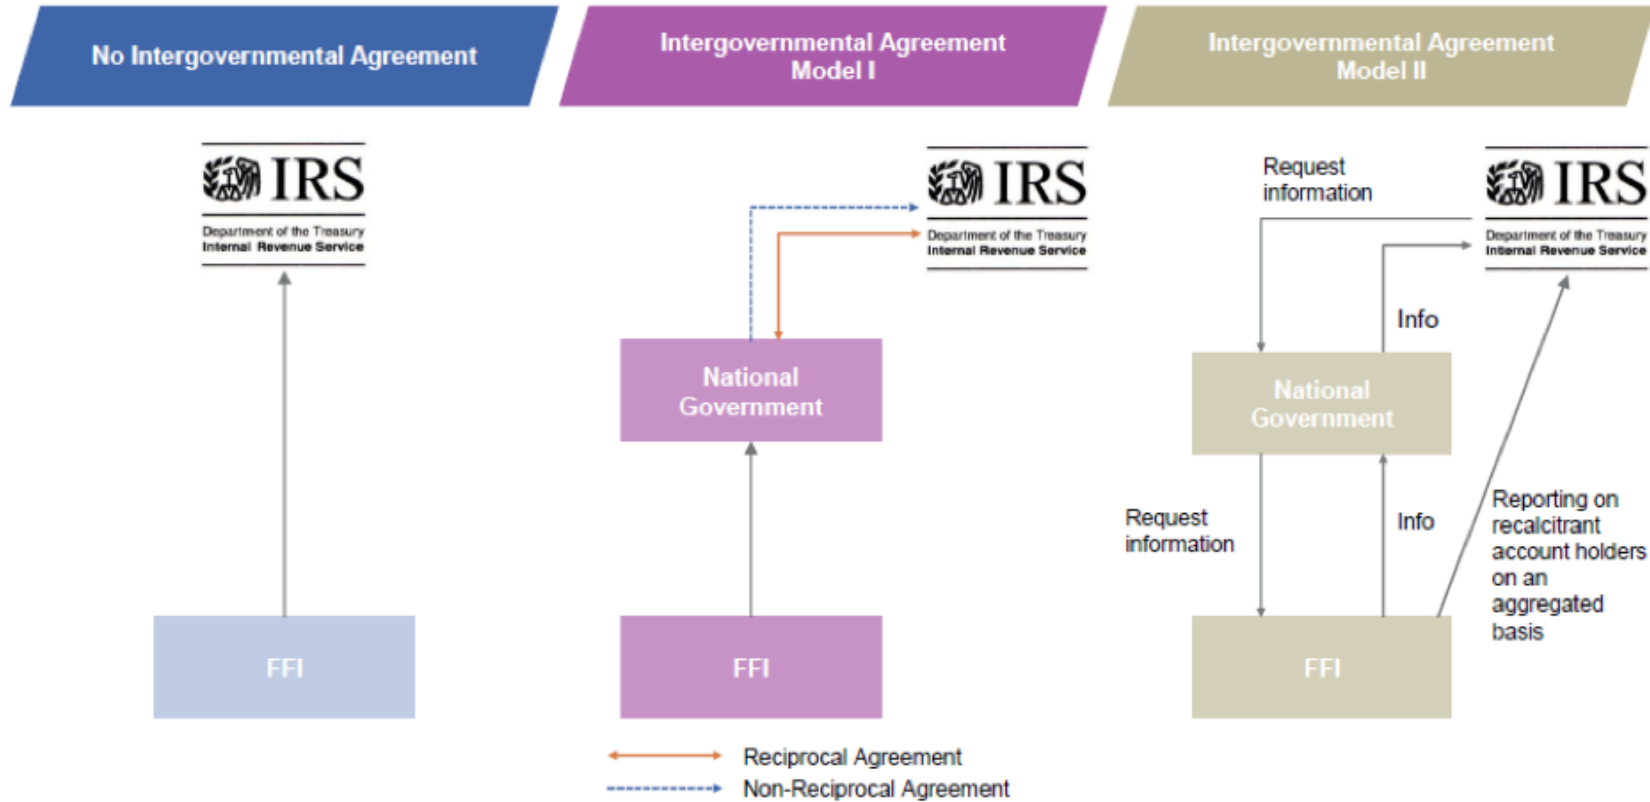 No Intergovernmental Agreement
Intergovernmental Agreement
Model I
Intergovernmental Agreement
Model II
IRS
Department of the Treasury
Internal Revenue Service
FFI
IRS
Department of the Treasury
Internal Revenue Service
National
Government
FFI
Reciprocal Agreement
Non-Reciprocal Agreement
Request
information
IRS
Department of the Treasury
Internal Revenue Service
Info
National
Government
Request
information
Info
Reporting on
recalcitrant
account holders
on an
aggregated
basis
FFI